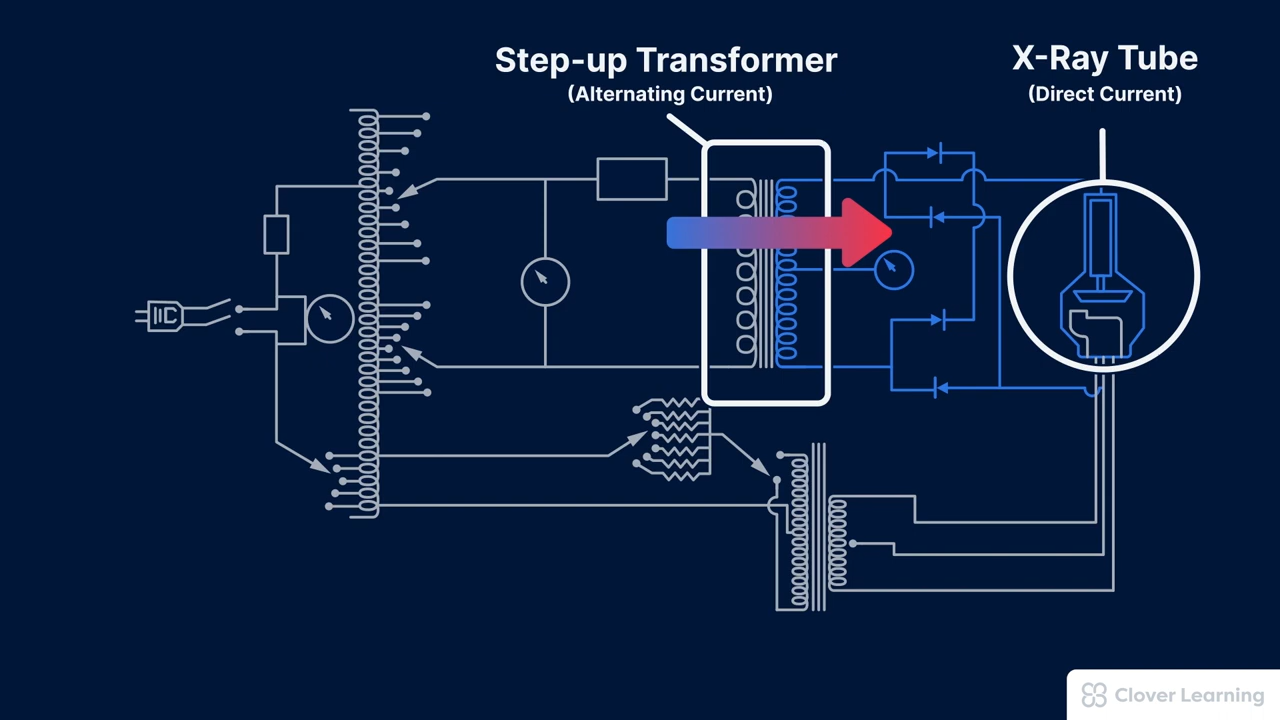 Step-up Transformer
(Alternating Current)
X-Ray Tube
(Direct Current)
Clover Learning